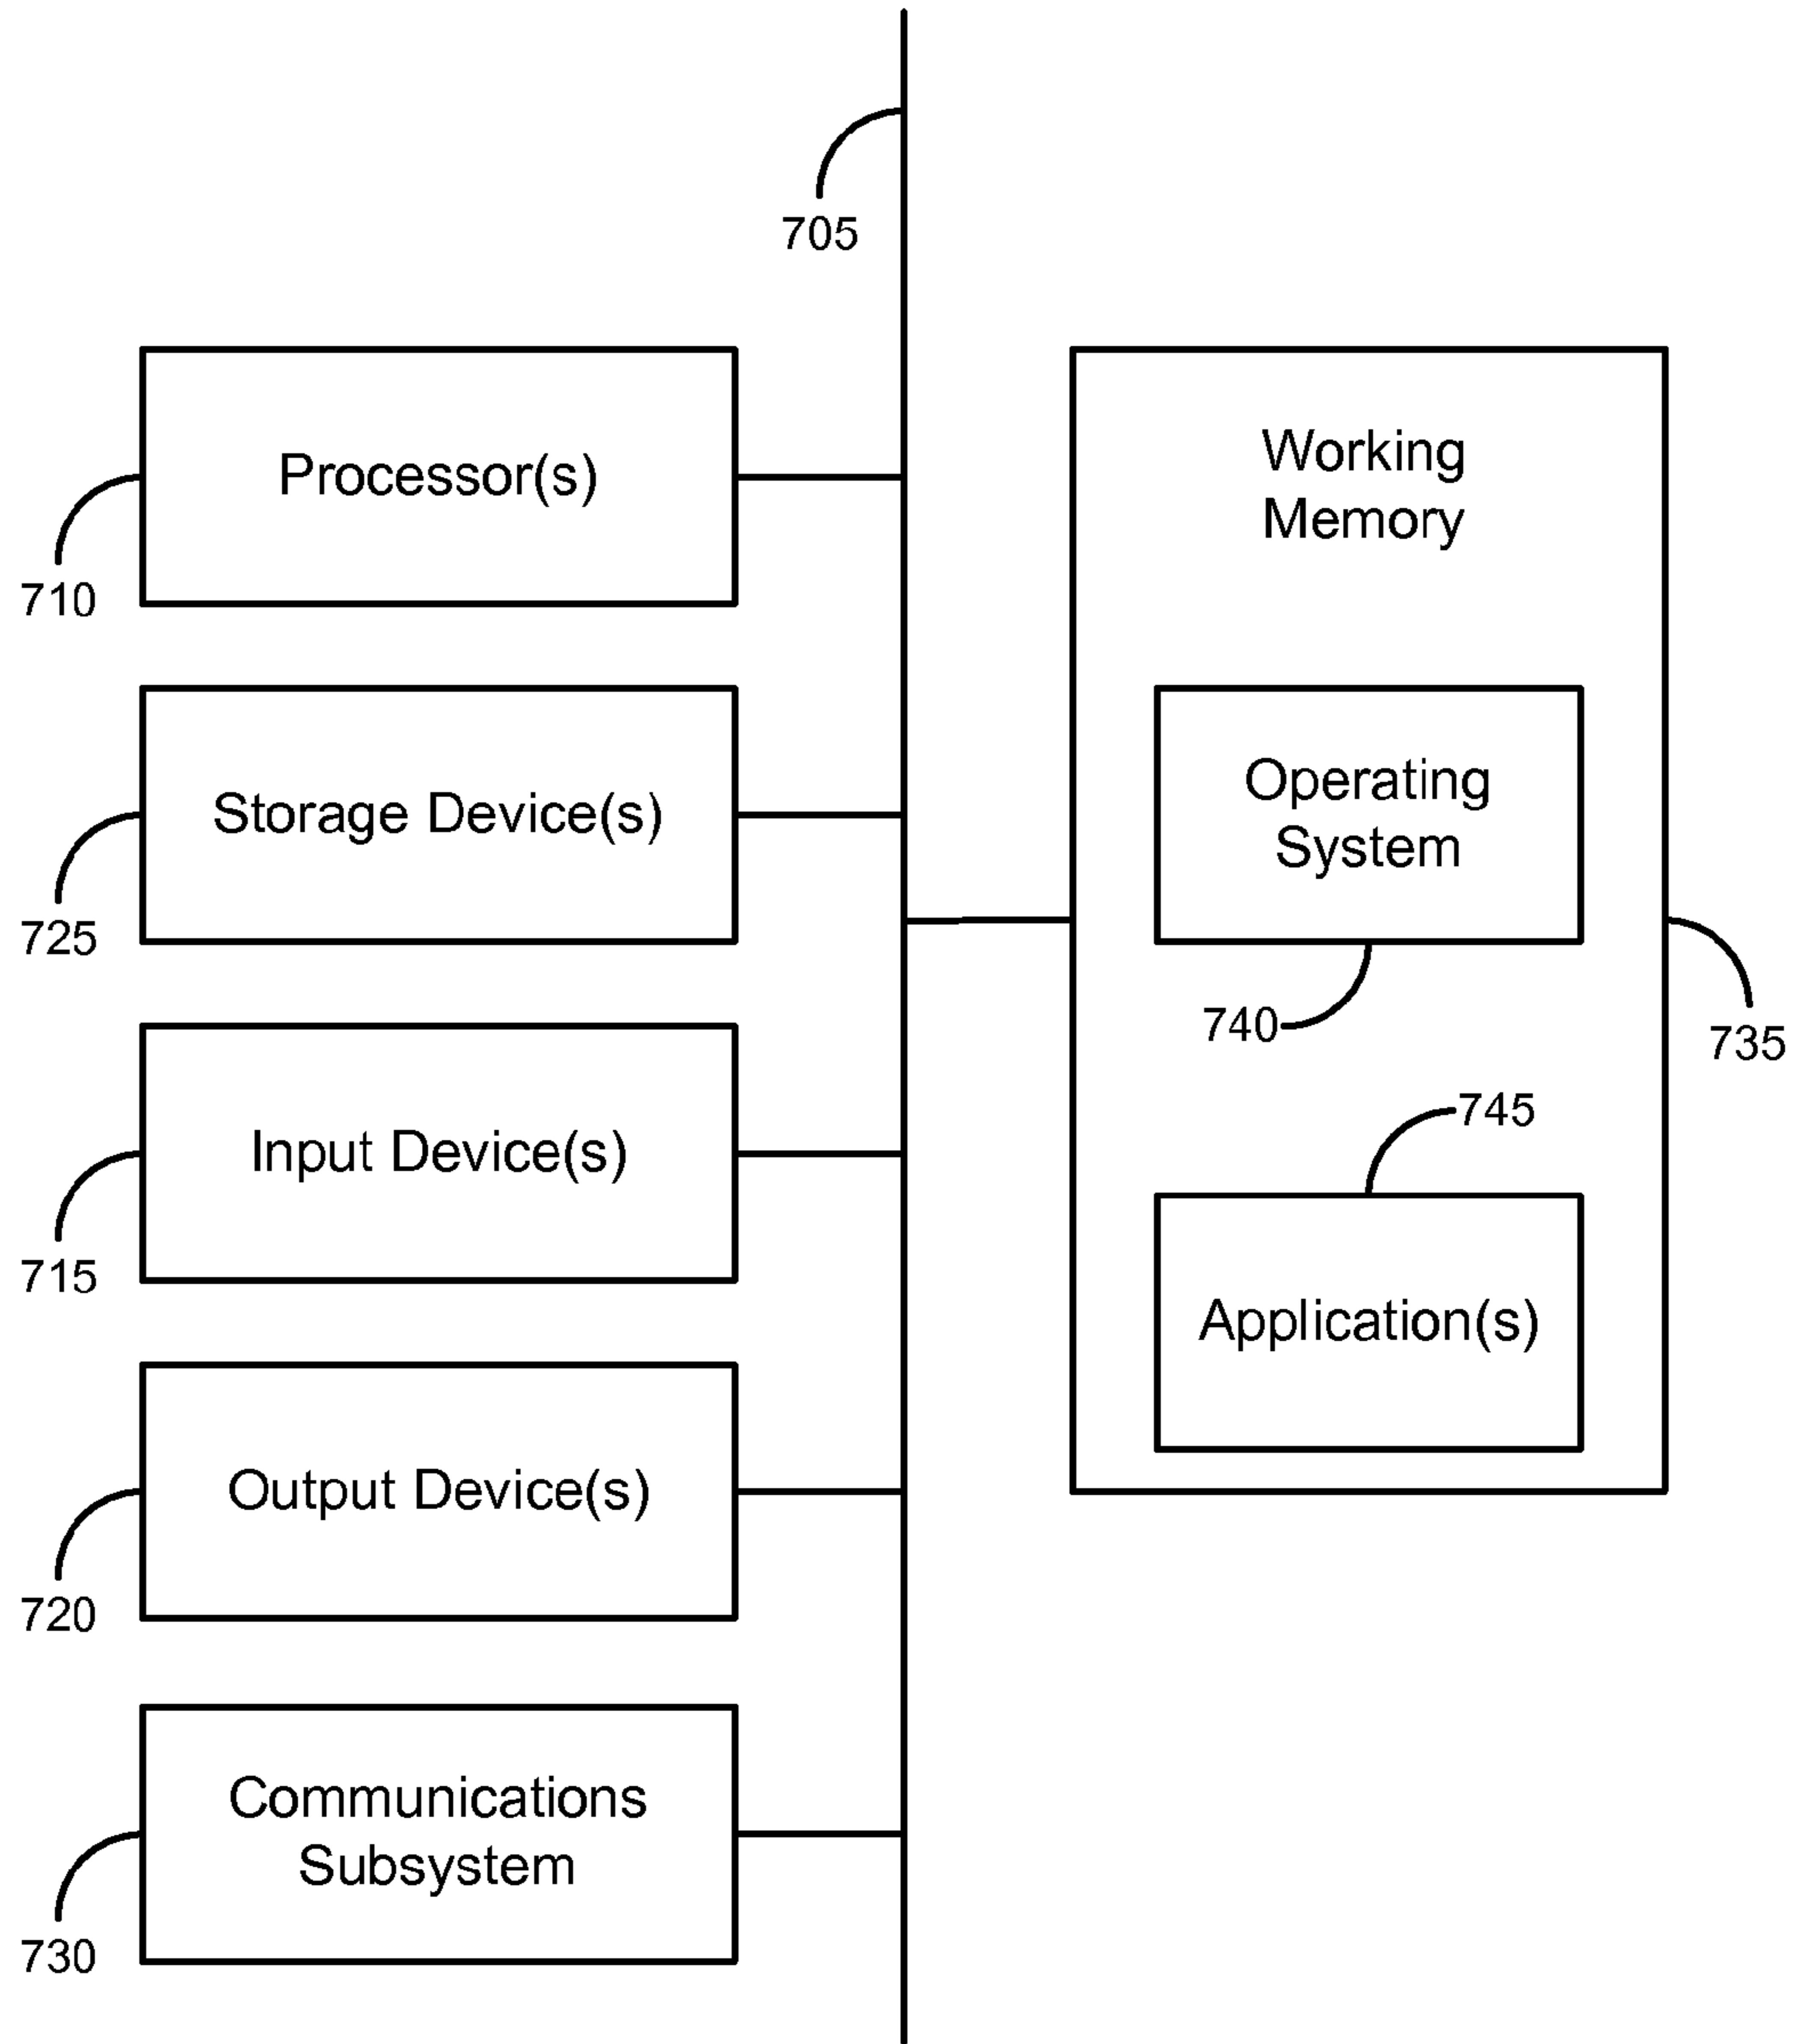 705
Processor(s)
710
Storage Device(s)
725
Input Device(s)
715
Output Device(s)
720
Communications
Subsystem
730
Working
Memory
Operating
System
740
735
745
Application(s)